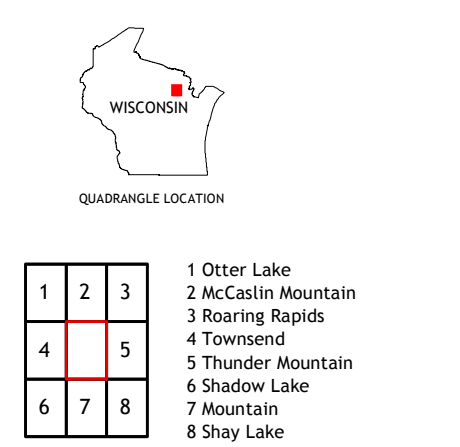 WISCONSIN
QUADRANGLE LOCATION
1 2 3
4 5
6 7 8
1 Otter Lake
2 McCaslin Mountain
3 Roaring Rapids
4 Townsend
5 Thunder Mountain
6 Shadow Lake
7 Mountain
8 Shay Lake